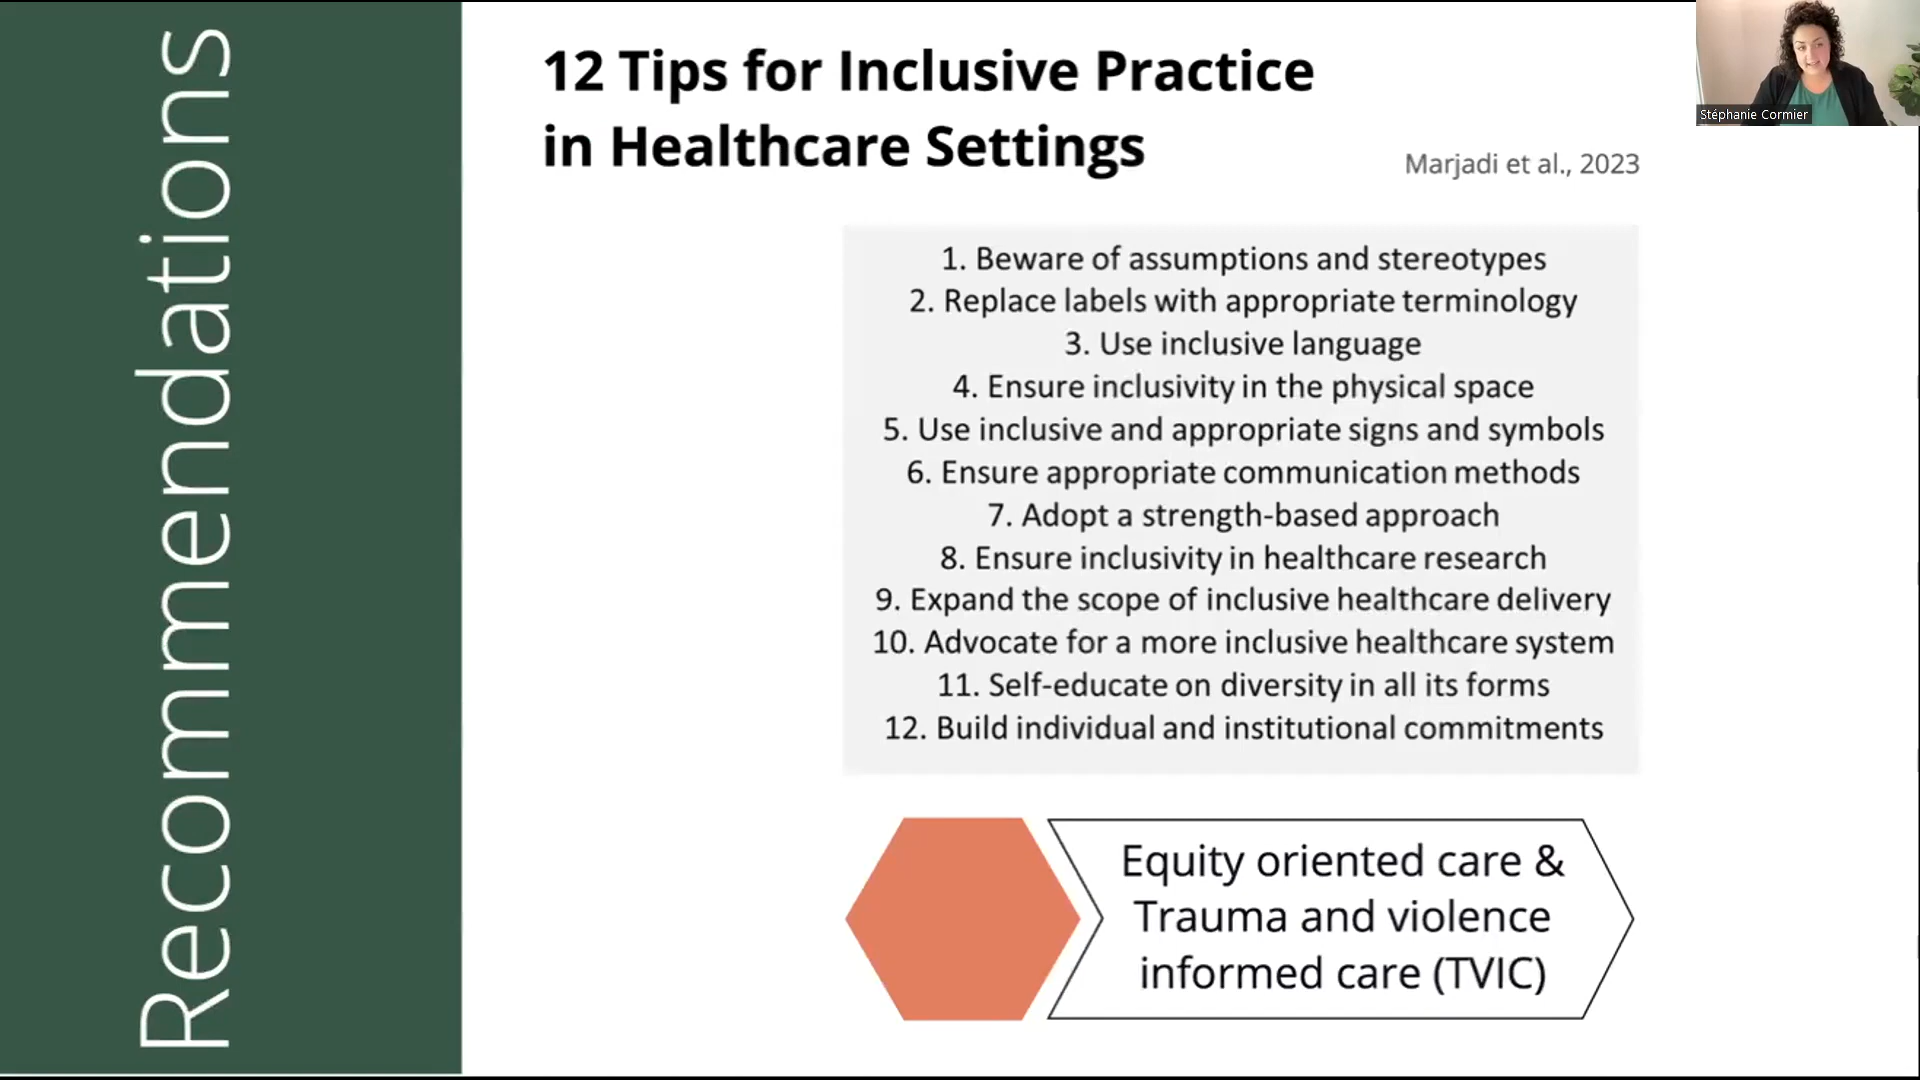 Recommendations
12 Tips for Inclusive Practice
in Healthcare Settings
Marjadi et al., 2023
Stéphanie Cormier
1. Beware of assumptions and stereotypes
2. Replace labels with appropriate terminology
3. Use inclusive language
4. Ensure inclusivity in the physical space
5. Use inclusive and appropriate signs and symbols
6. Ensure appropriate communication methods
7. Adopt a strength-based approach
8. Ensure inclusivity in healthcare research
9. Expand the scope of inclusive healthcare delivery
10. Advocate for a more inclusive healthcare system
11. Self-educate on diversity in all its forms
12. Build individual and institutional commitments
Equity oriented care &
Trauma and violence
informed care (TVIC)